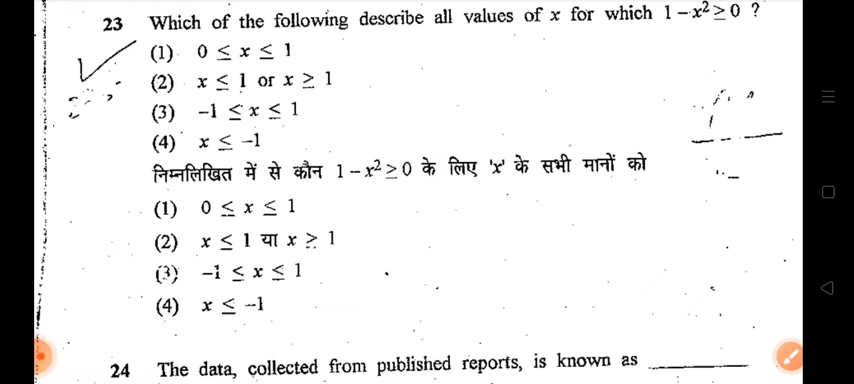 23 Which of the following describe all values of x for which 1 – x² ≥ 0 ?
(1) 0 ≤ x ≤ 1
(2) x ≤ 1 or x ≥ 1
(3) –1 ≤ x ≤ 1
(4) x ≤ –1
निम्नलिखित में से कौन 1 – x² ≥ 0 के लिए 'x' के सभी मानों को
(1) 0 ≤ x ≤ 1
(2) x ≤ 1 या x ≥ 1
(3) –1 ≤ x ≤ 1
(4) x ≤ –1
24 The data, collected from published reports, is known as ________